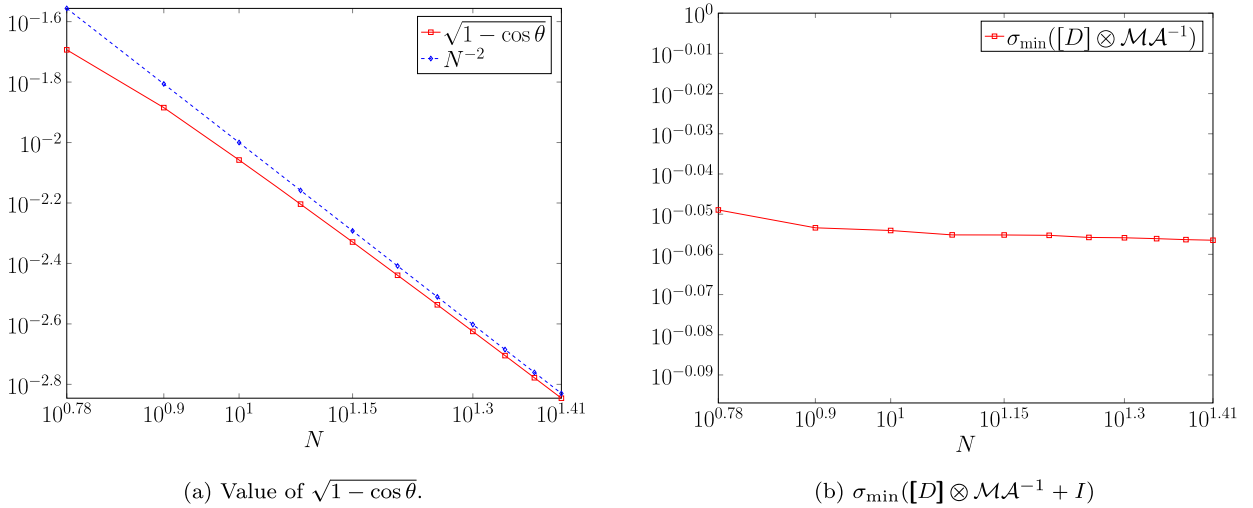 10^{-1.6}
10^{-1.8}
10^{-2}
10^{-2.2}
10^{-2.4}
10^{-2.6}
10^{-2.8}
10^{0.78} 10^{0.9} 10^{1} 10^{1.15} 10^{1.3} 10^{1.41}
N
√(1 − cos θ)
N^{-2}
(a) Value of √(1 − cos θ).
10^{0}
10^{-0.01}
10^{-0.02}
10^{-0.03}
10^{-0.04}
10^{-0.05}
10^{-0.06}
10^{-0.07}
10^{-0.08}
10^{-0.09}
10^{0.78} 10^{0.9} 10^{1} 10^{1.15} 10^{1.3} 10^{1.41}
N
σ_{min}([D] ⊗ ℳ𝒜^{-1})
(b) σ_{min}([D] ⊗ ℳ𝒜^{-1} + I)